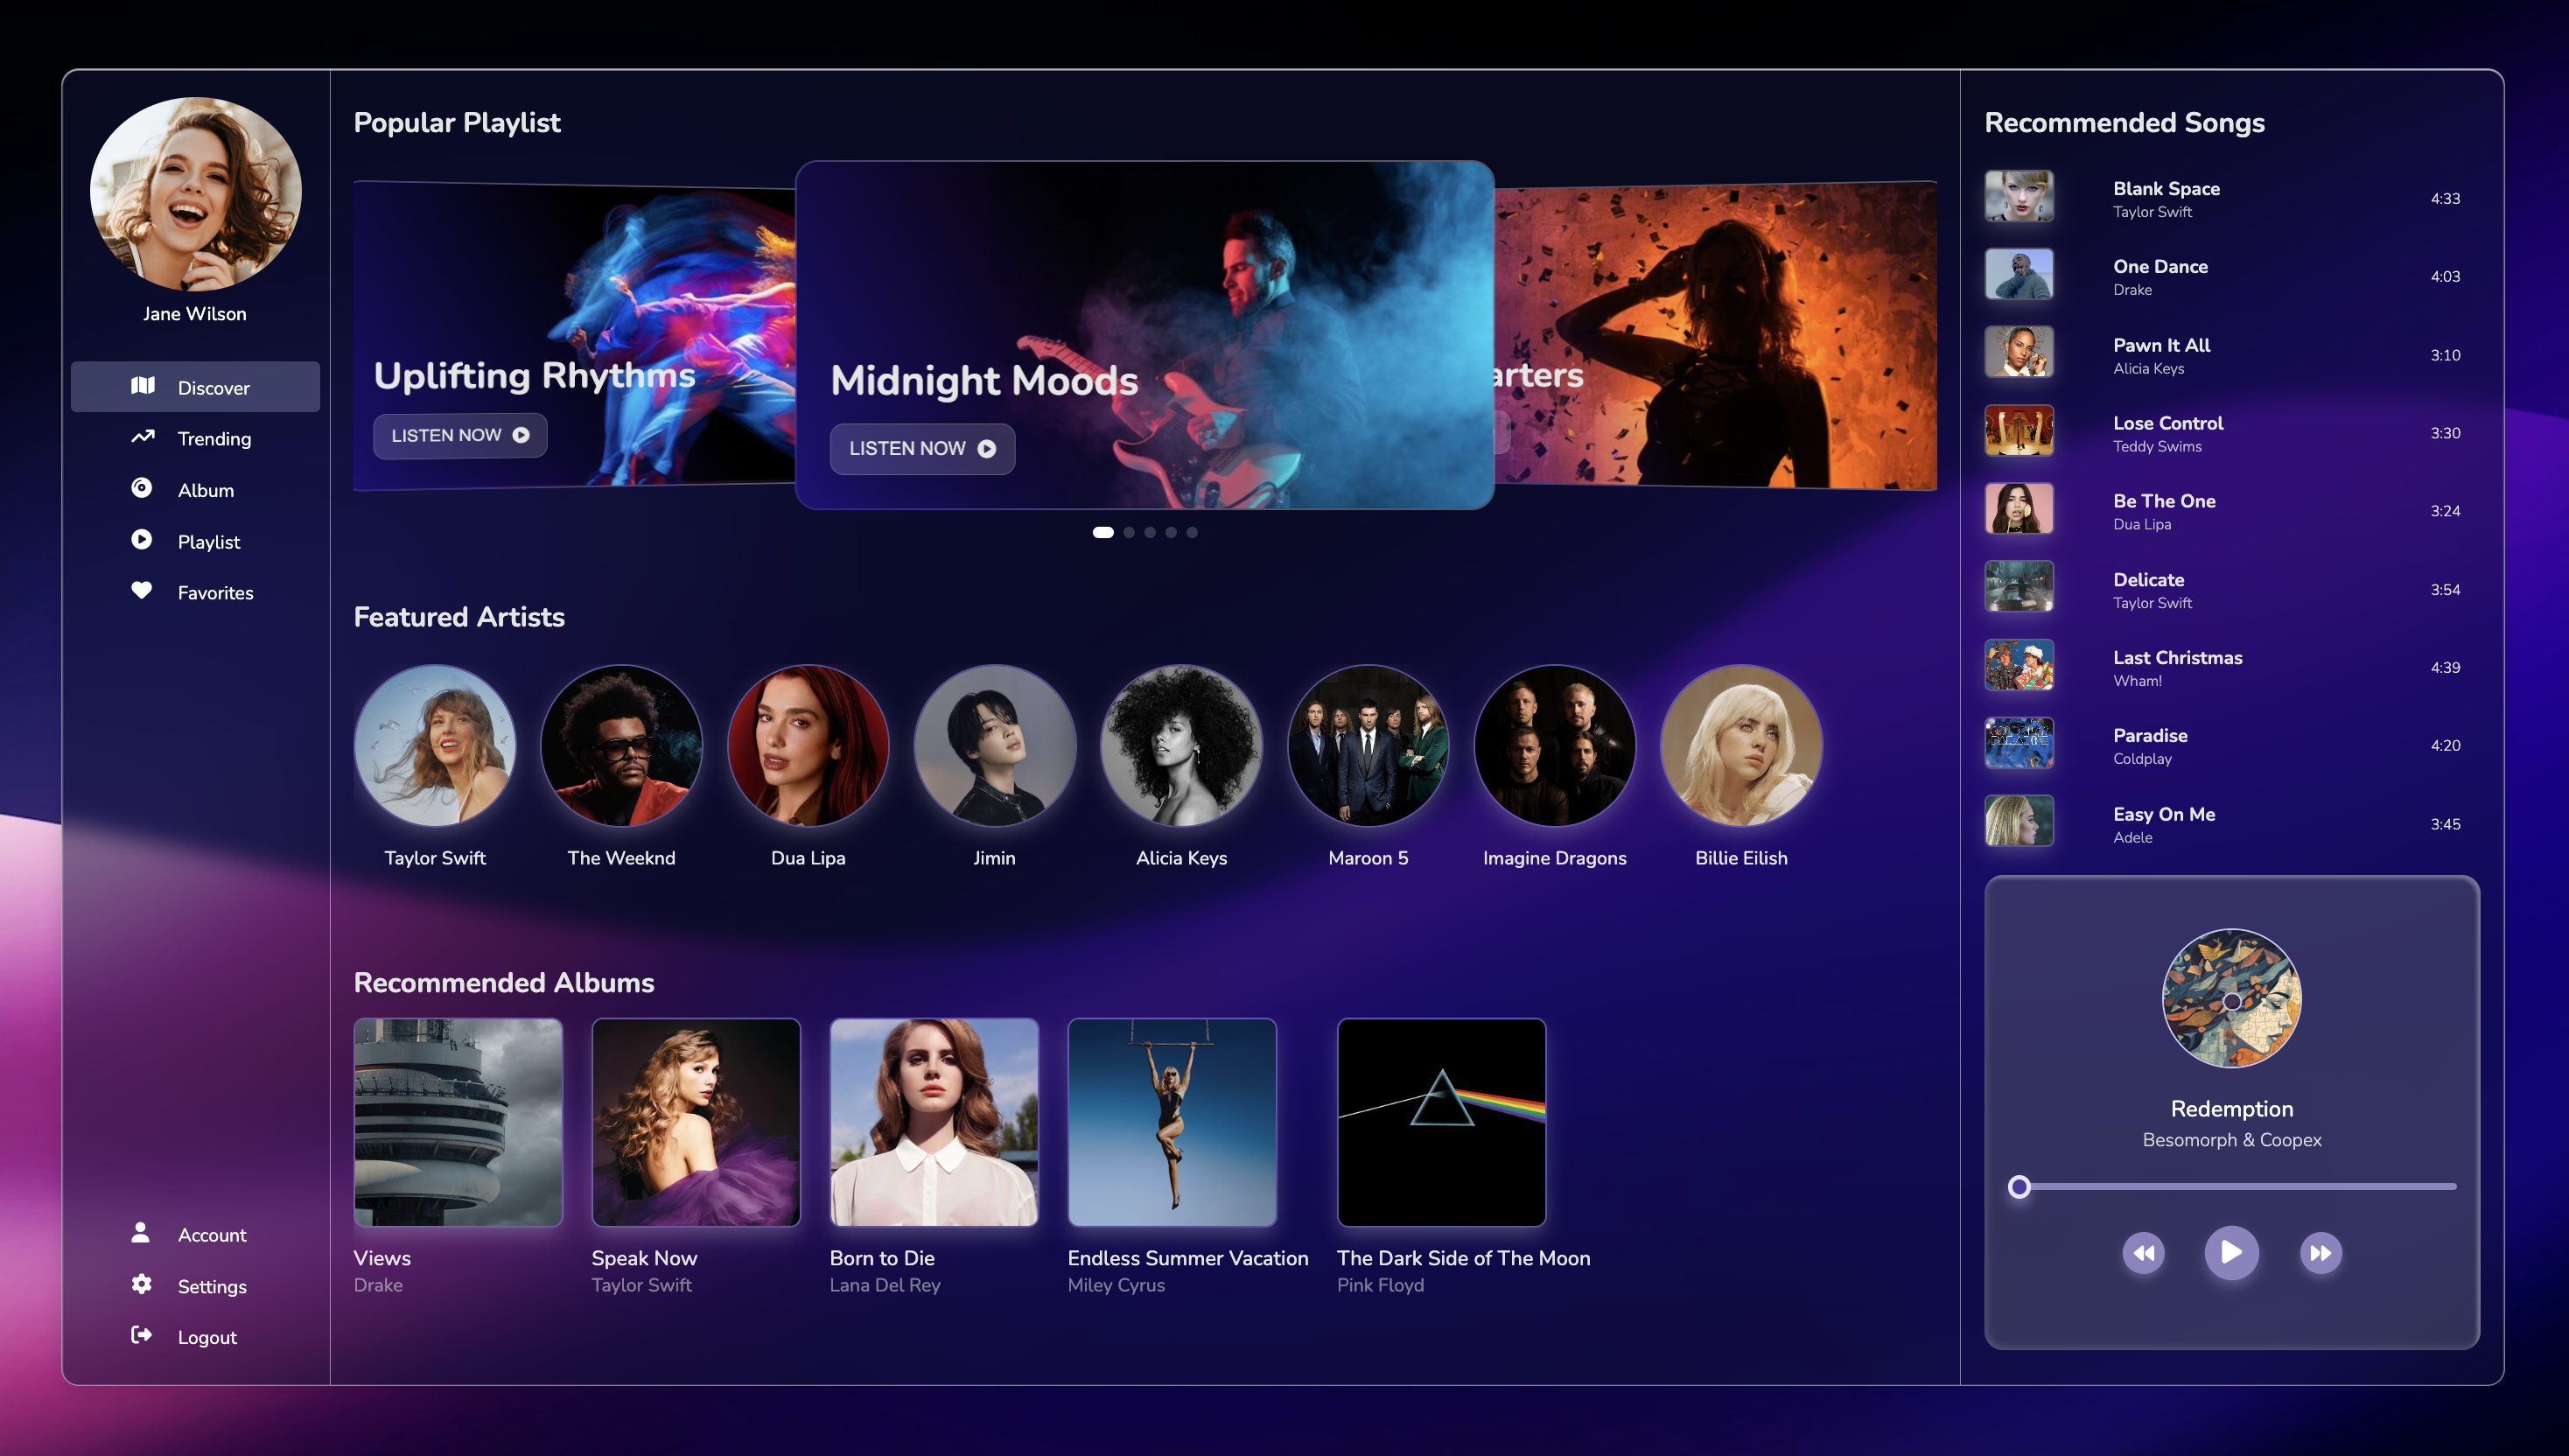 Jane Wilson
Discover
Trending
Album
Playlist
Favorites
Account
Settings
Logout
Popular Playlist
Uplifting Rhythms
LISTEN NOW
Midnight Moods
LISTEN NOW
arters
Featured Artists
Taylor Swift
The Weeknd
Dua Lipa
Jimin
Alicia Keys
Maroon 5
Imagine Dragons
Billie Eilish
Recommended Albums
Views
Drake
Speak Now
Taylor Swift
Born to Die
Lana Del Rey
Endless Summer Vacation
Miley Cyrus
The Dark Side of The Moon
Pink Floyd
Recommended Songs
Blank Space
Taylor Swift
4:33
One Dance
Drake
4:03
Pawn It All
Alicia Keys
3:10
Lose Control
Teddy Swims
3:30
Be The One
Dua Lipa
3:24
Delicate
Taylor Swift
3:54
Last Christmas
Wham!
4:39
Paradise
Coldplay
4:20
Easy On Me
Adele
3:45
Redemption
Besomorph & Coopex